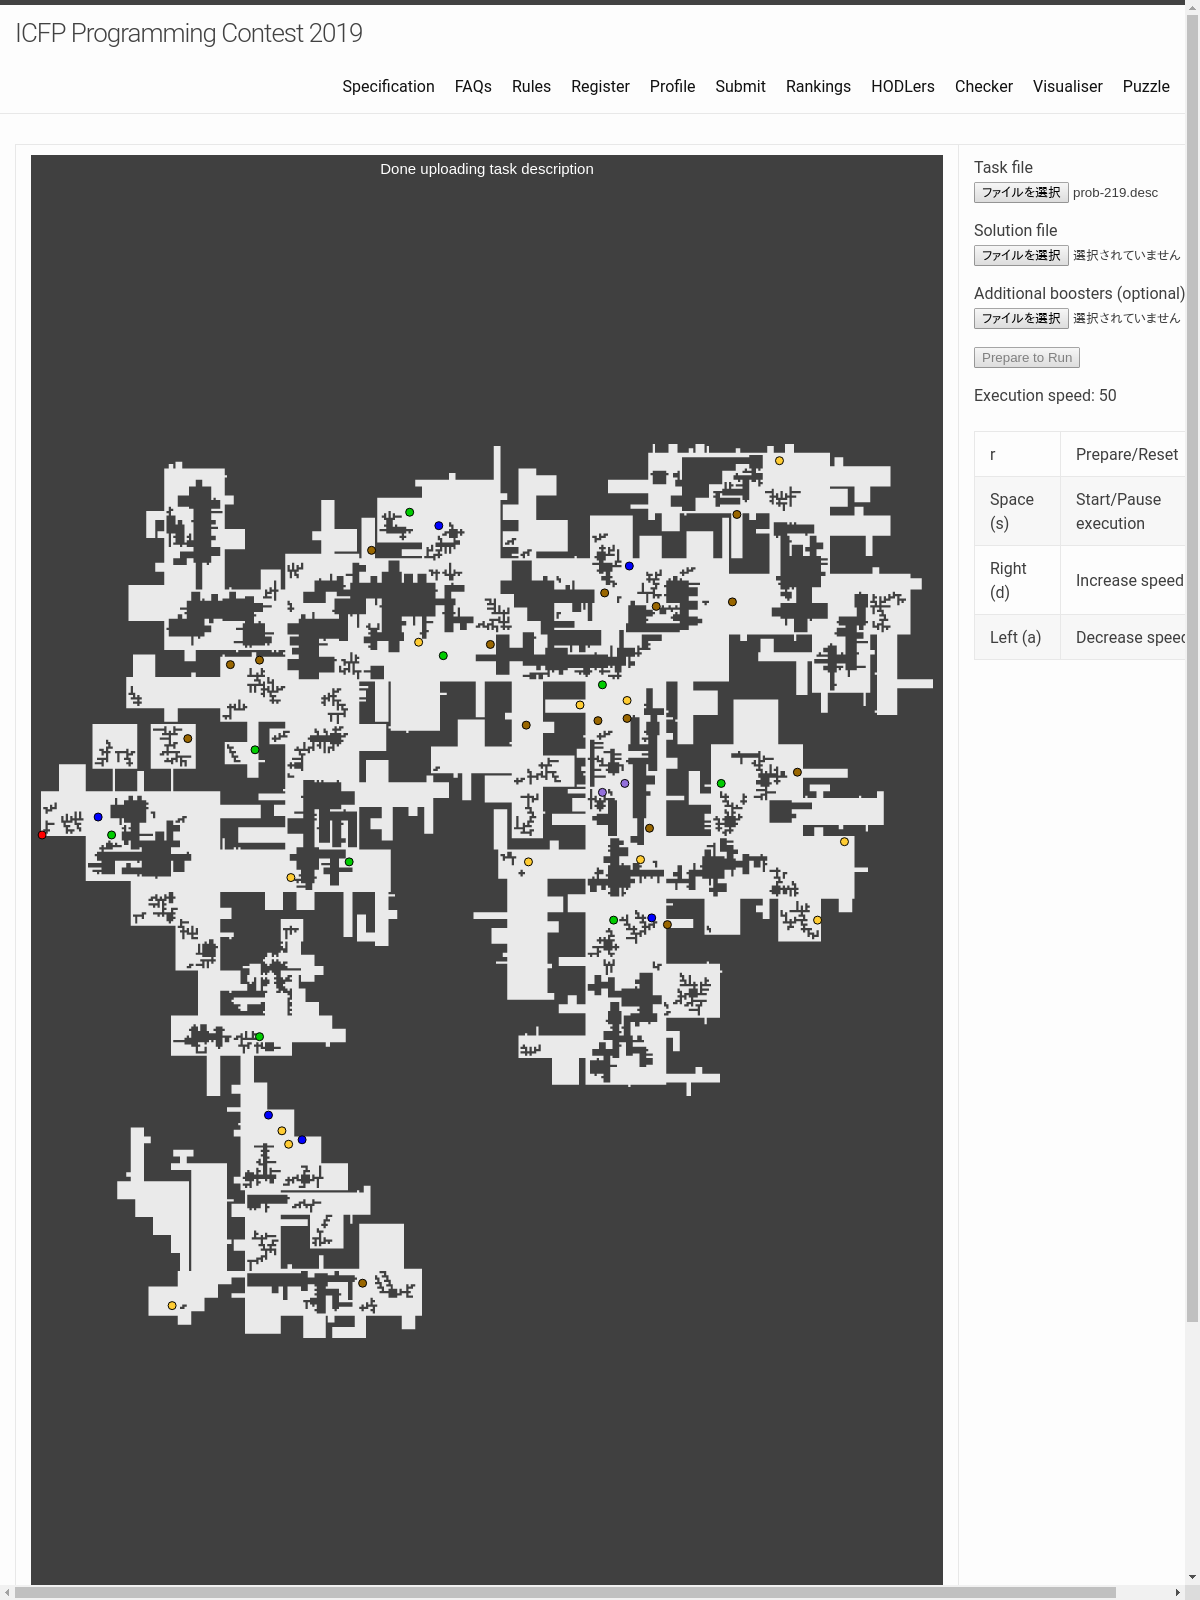 ICFP Programming Contest 2019
Specification FAQs Rules Register Profile Submit Rankings HODLers Checker Visualiser Puzzle
Done uploading task description
Task file
ファイルを選択 prob-219.desc
Solution file
ファイルを選択 選択されていません
Additional boosters (optional)
ファイルを選択 選択されていません
Prepare to Run
Execution speed: 50
r Prepare/Reset
Space Start/Pause
(s) execution
Right Increase speed
(d)
Left (a) Decrease speed